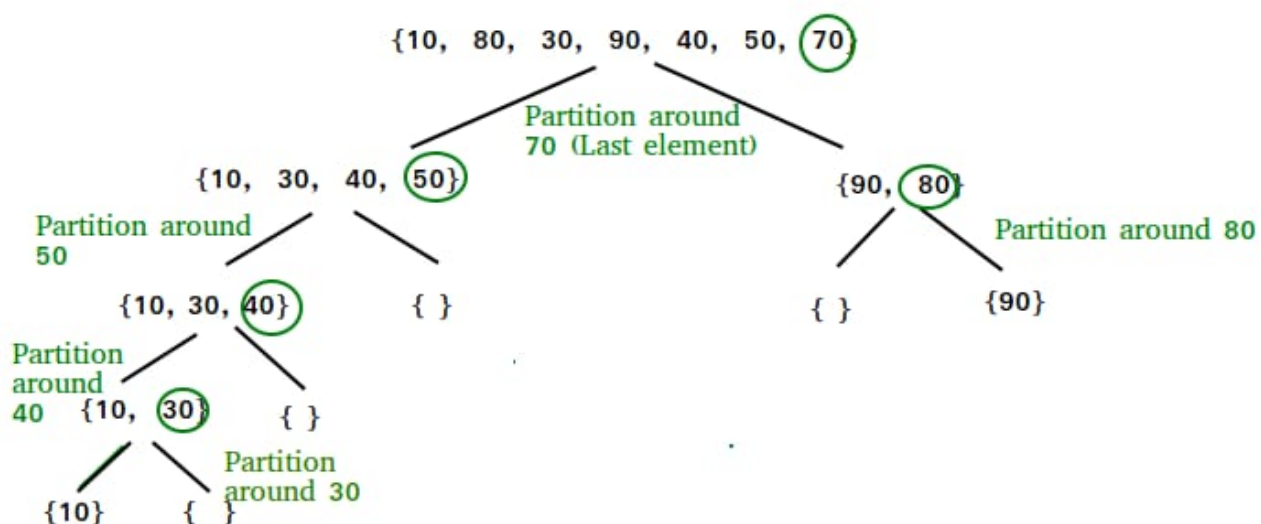 {10, 80, 30, 90, 40, 50, 70}
Partition around
70 (Last element)
{10, 30, 40, 50}
{90, 80}
Partition around
50
Partition around 80
{10, 30, 40}
{ }
{ }
{90}
Partition
around
40
{10, 30}
{ }
Partition
around 30
{10}
{ }